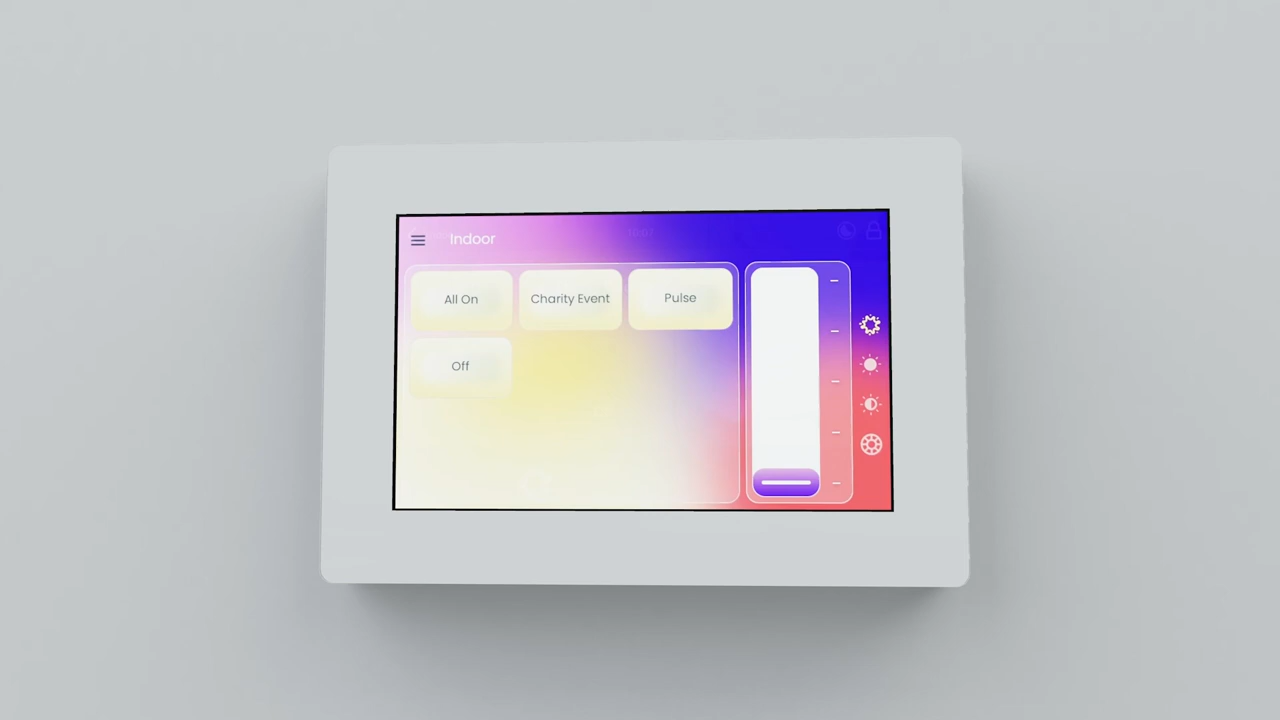 Indoor
All On
Charity Event
Pulse
Off